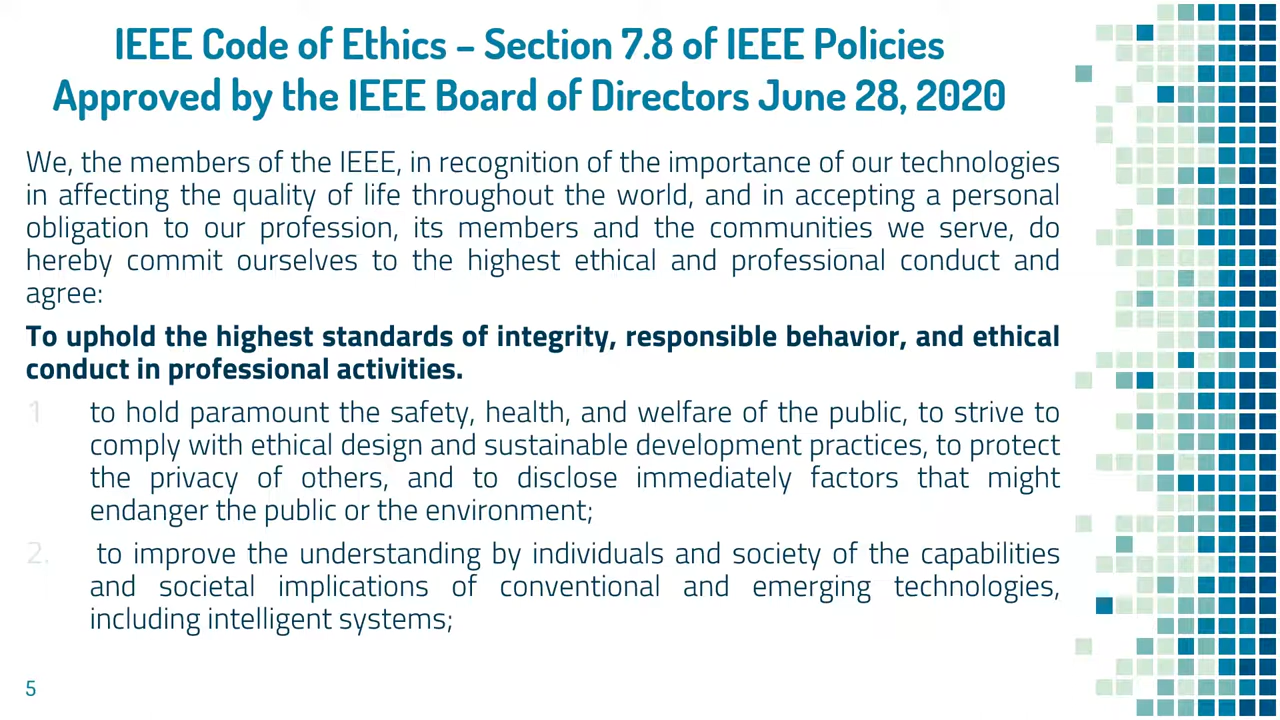 IEEE Code of Ethics – Section 7.8 of IEEE Policies
Approved by the IEEE Board of Directors June 28, 2020
We, the members of the IEEE, in recognition of the importance of our technologies
in affecting the quality of life throughout the world, and in accepting a personal
obligation to our profession, its members and the communities we serve, do
hereby commit ourselves to the highest ethical and professional conduct and
agree:
To uphold the highest standards of integrity, responsible behavior, and ethical
conduct in professional activities.
1 to hold paramount the safety, health, and welfare of the public, to strive to
comply with ethical design and sustainable development practices, to protect
the privacy of others, and to disclose immediately factors that might
endanger the public or the environment;
2. to improve the understanding by individuals and society of the capabilities
and societal implications of conventional and emerging technologies,
including intelligent systems;
5